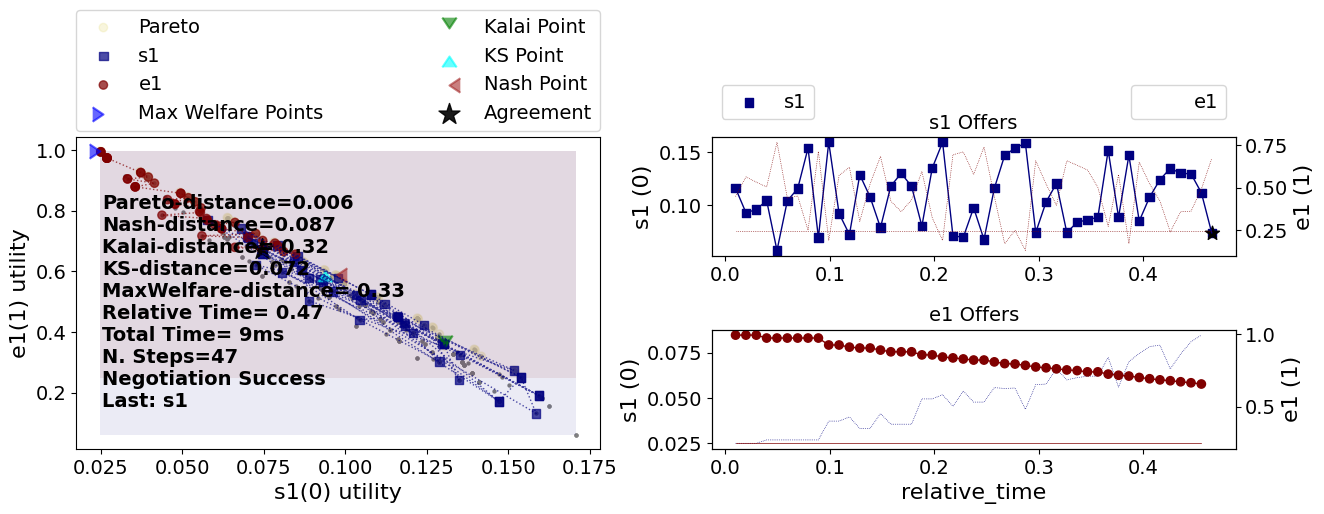 Pareto
s1
e1
Max Welfare Points
Kalai Point
KS Point
Nash Point
Agreement
1.0
0.8
0.6
0.4
0.2
e1(1) utility
Pareto-distance=0.006
Nash-distance=0.087
Kalai-distance= 0.32
KS-distance=0.072
MaxWelfare-distance= 0.33
Relative Time= 0.47
Total Time= 9ms
N. Steps=47
Negotiation Success
Last: s1
0.025 0.050 0.075 0.100 0.125 0.150 0.175
s1(0) utility
s1
e1
s1 Offers
0.15
0.10
s1 (0)
0.75
0.50
0.25
e1 (1)
0.0 0.1 0.2 0.3 0.4
e1 Offers
0.075
0.050
0.025
s1 (0)
1.0
0.5
e1 (1)
0.0 0.1 0.2 0.3 0.4
relative_time